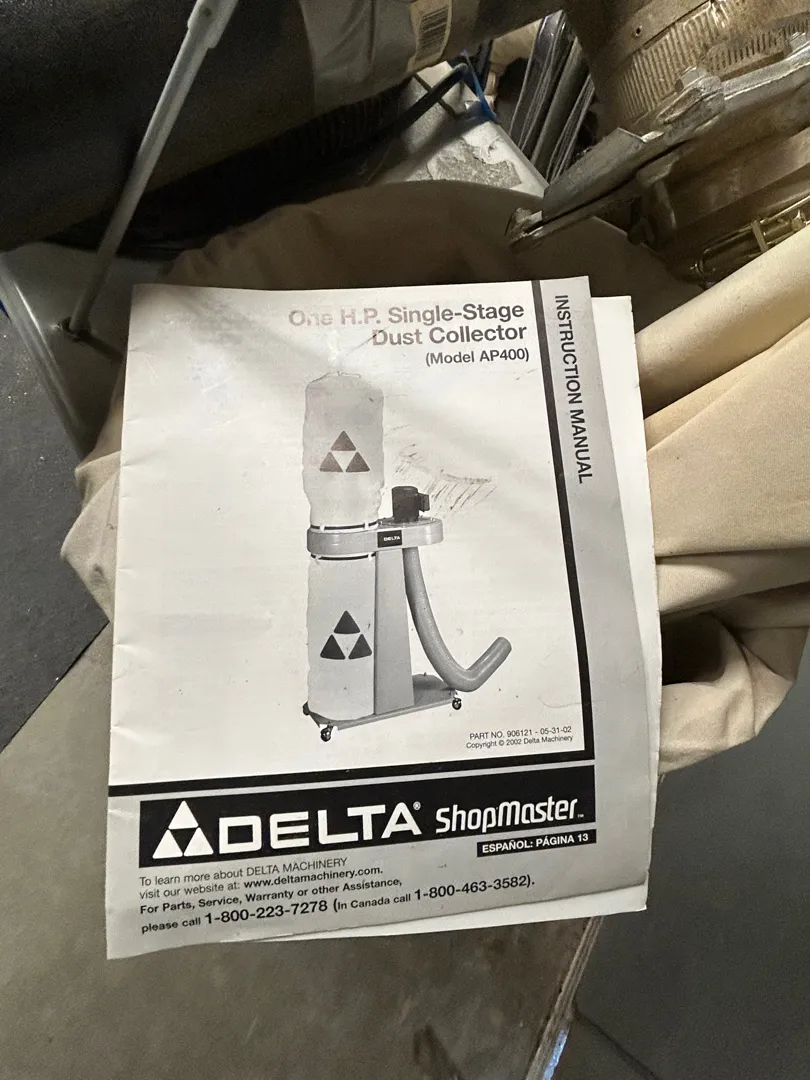 One H.P. Single-Stage
Dust Collector
(Model AP400)
INSTRUCTION MANUAL
DELTA
PART NO. 906121 - 05-31-02
Copyright © 2002 Delta Machinery
DELTA® ShopMaster™
ESPAÑOL: PÁGINA 13
To learn more about DELTA MACHINERY
visit our website at: www.deltamachinery.com.
For Parts, Service, Warranty or other Assistance,
please call 1-800-223-7278 (In Canada call 1-800-463-3582).